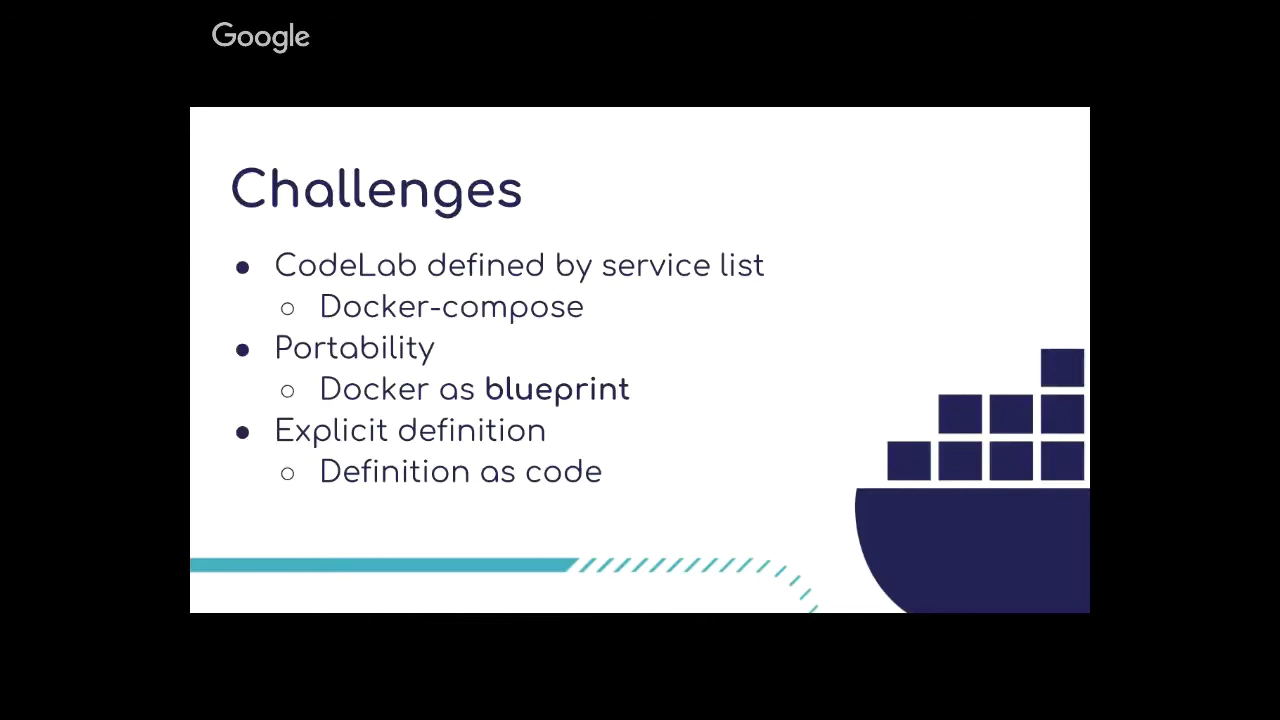 Google
Challenges
● CodeLab defined by service list
○ Docker-compose
● Portability
○ Docker as blueprint
● Explicit definition
○ Definition as code